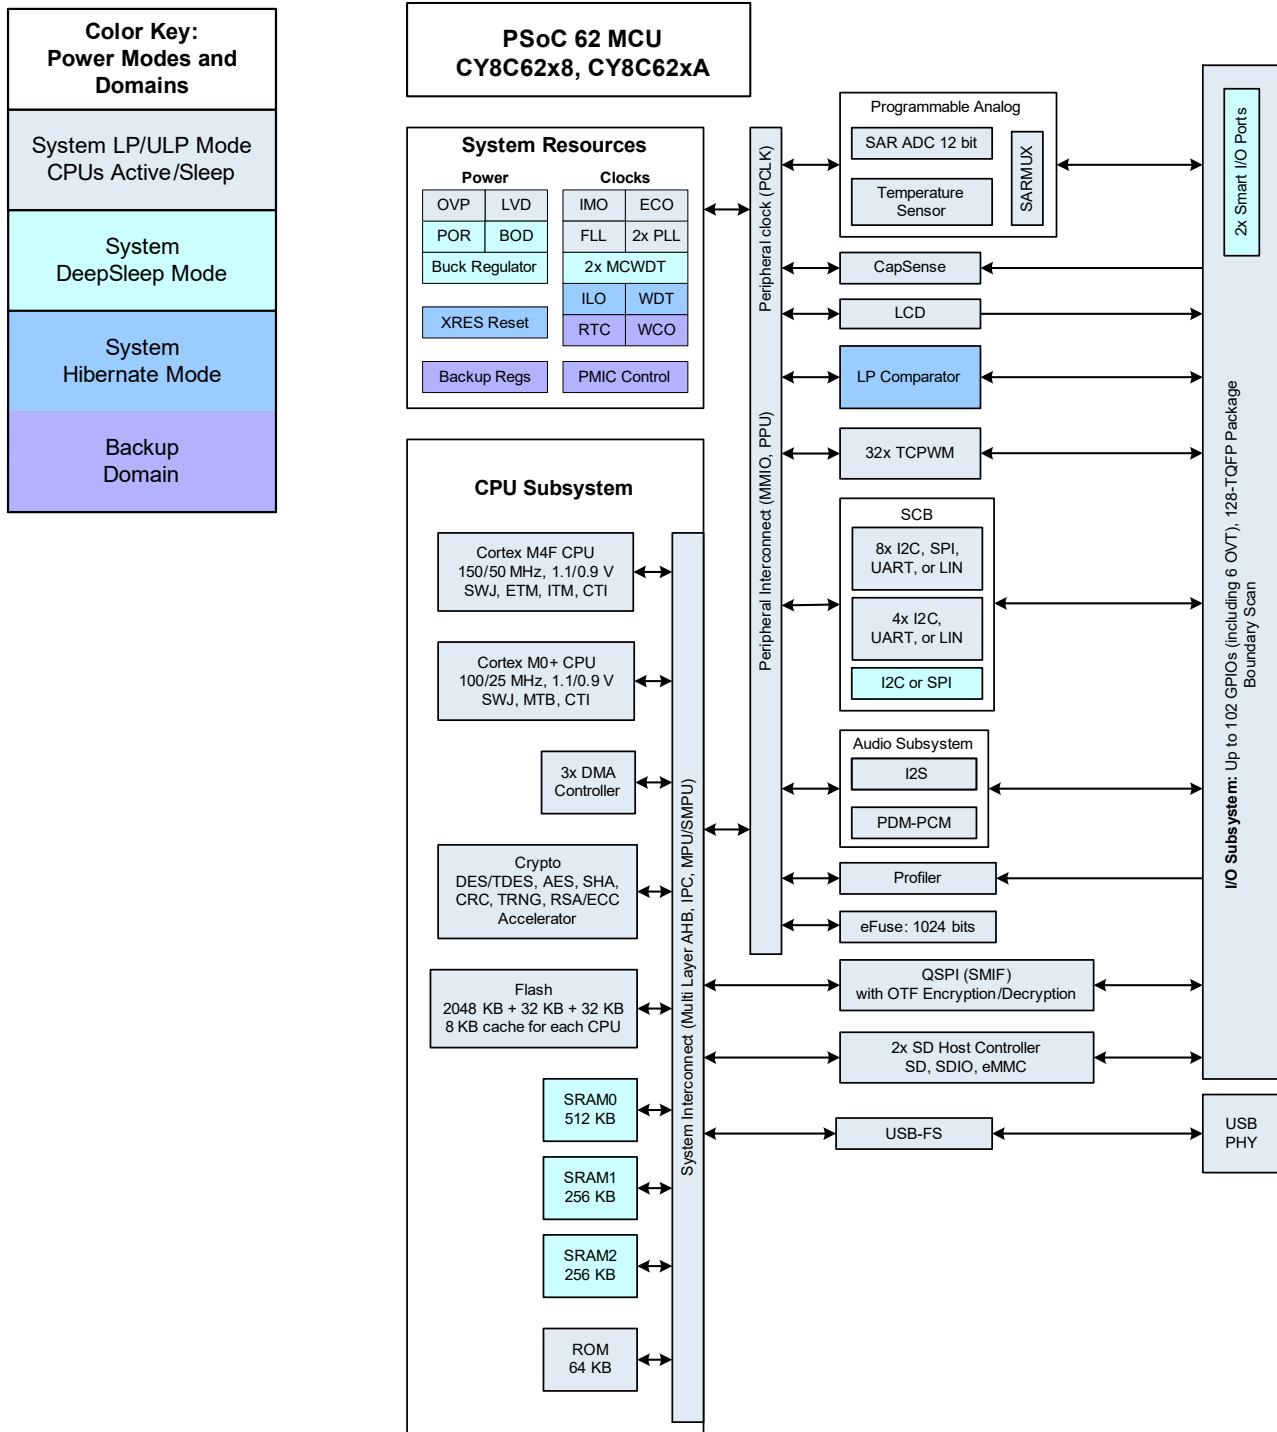 Color Key:
Power Modes and
Domains
System LP/ULP Mode
CPUs Active/Sleep
System
DeepSleep Mode
System
Hibernate Mode
Backup
Domain
PSoC 62 MCU
CY8C62x8, CY8C62xA
System Resources
Power
Clocks
OVP
LVD
POR
BOD
Buck Regulator
XRES Reset
Backup Regs
IMO
ECO
FLL
2x PLL
2x MCWDT
ILO
WDT
RTC
WCO
PMIC Control
CPU Subsystem
Cortex M4F CPU
150/50 MHz, 1.1/0.9 V
SWJ, ETM, ITM, CTI
Cortex M0+ CPU
100/25 MHz, 1.1/0.9 V
SWJ, MTB, CTI
3x DMA
Controller
Crypto
DES/TDES, AES, SHA,
CRC, TRNG, RSA/ECC
Accelerator
Flash
2048 KB + 32 KB + 32 KB
8 KB cache for each CPU
SRAM0
512 KB
SRAM1
256 KB
SRAM2
256 KB
ROM
64 KB
System Interconnect (Multi Layer AHB, IPC, MPU/SMPU)
Peripheral clock (PCLK)
Peripheral Interconnect (MMIO, PPU)
Programmable Analog
SAR ADC 12 bit
Temperature
Sensor
SARMUX
CapSense
LCD
LP Comparator
32x TCPWM
SCB
8x I2C, SPI,
UART, or LIN
4x I2C,
UART, or LIN
I2C or SPI
Audio Subsystem
I2S
PDM-PCM
Profiler
eFuse: 1024 bits
QSPI (SMIF)
with OTF Encryption/Decryption
2x SD Host Controller
SD, SDIO, eMMC
USB-FS
2x Smart I/O Ports
I/O Subsystem: Up to 102 GPIOs (including 6 OVT), 128-TQFP Package
Boundary Scan
USB
PHY